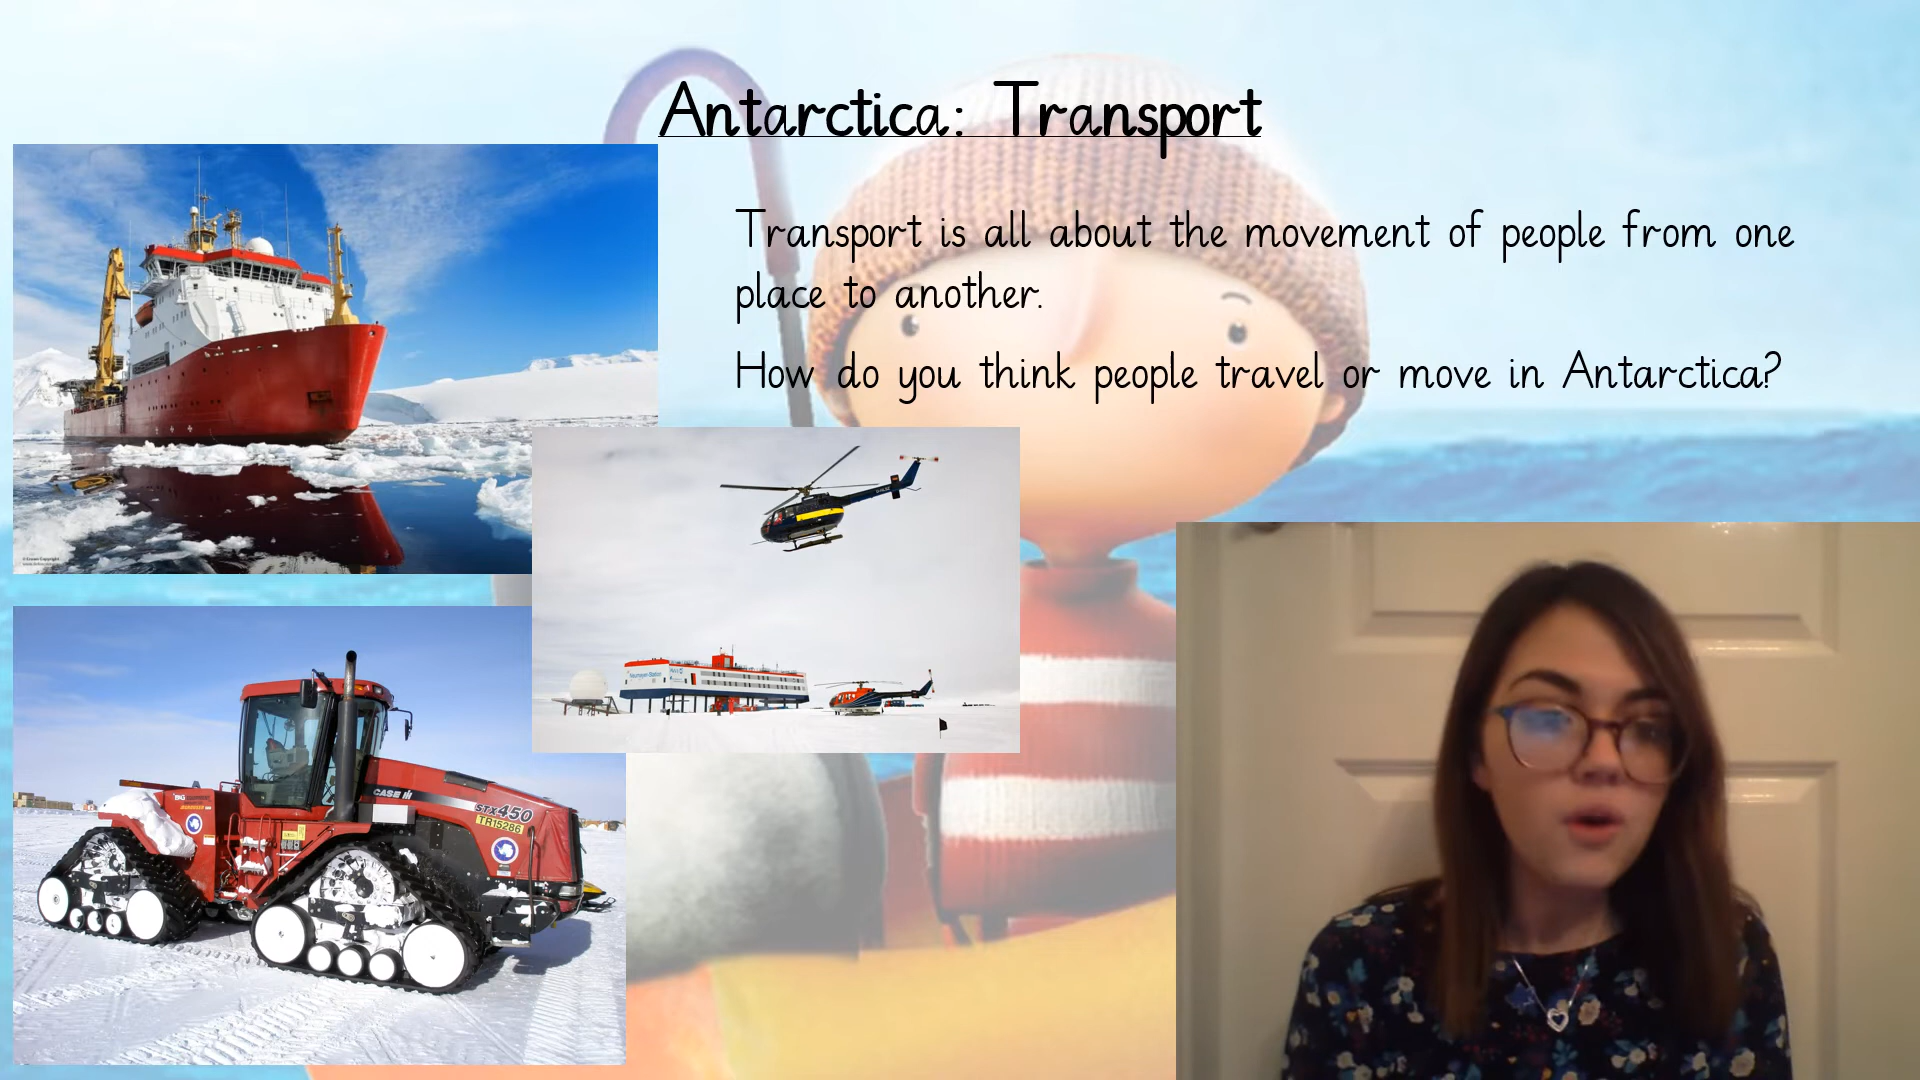 Antarctica: Transport
Transport is all about the movement of people from one
place to another.
How do you think people travel or move in Antarctica?
CASE IH
STX450
TR15286